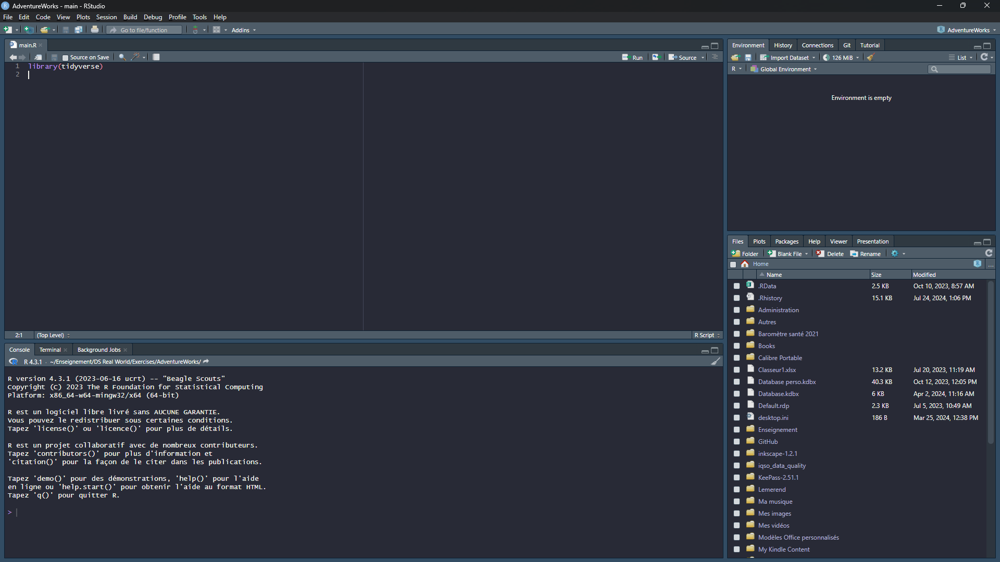 AdventureWorks - main - RStudio
File Edit Code View Plots Session Build Debug Profile Tools Help
Go to file/function Addins AdventureWorks
main.R
Source on Save Run Source
1 library(tidyverse)
2
2:1 (Top Level) R Script
Console Terminal Background Jobs
R 4.3.1 · ~/Enseignement/DS Real World/Exercises/AdventureWorks/
R version 4.3.1 (2023-06-16 ucrt) -- "Beagle Scouts"
Copyright (C) 2023 The R Foundation for Statistical Computing
Platform: x86_64-w64-mingw32/x64 (64-bit)
R est un logiciel libre livré sans AUCUNE GARANTIE.
Vous pouvez le redistribuer sous certaines conditions.
Tapez 'license()' ou 'licence()' pour plus de détails.
R est un projet collaboratif avec de nombreux contributeurs.
Tapez 'contributors()' pour plus d'information et
'citation()' pour la façon de le citer dans les publications.
Tapez 'demo()' pour des démonstrations, 'help()' pour l'aide
en ligne ou 'help.start()' pour obtenir l'aide au format HTML.
Tapez 'q()' pour quitter R.
>
Environment History Connections Git Tutorial
Import Dataset 126 MiB List
R Global Environment
Environment is empty
Files Plots Packages Help Viewer Presentation
Folder Blank File Delete Rename
Home ...
Name Size Modified
.RData 2.5 KB Oct 10, 2023, 8:57 AM
.Rhistory 15.1 KB Jul 24, 2024, 1:06 PM
Administration
Autres
Baromètre santé 2021
Books
Calibre Portable
Classeur1.xlsx 13.2 KB Jul 20, 2023, 11:19 AM
Database perso.kdbx 40.3 KB Oct 12, 2023, 12:05 PM
Database.kdbx 6 KB Apr 2, 2024, 11:16 AM
Default.rdp 2.3 KB Jul 5, 2023, 10:49 AM
desktop.ini 186 B Mar 25, 2024, 12:38 PM
Enseignement
GitHub
inkscape-1.2.1
iqso_data_quality
KeePass-2.51.1
Lemerend
Ma musique
Mes images
Mes vidéos
Modèles Office personnalisés
My Kindle Content